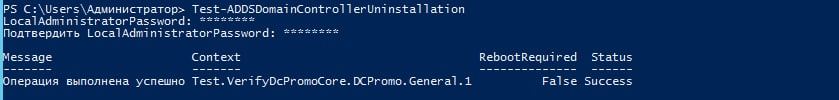 PS C:\Users\Администратор> Test-ADDSDomainControllerUninstallation
LocalAdministratorPassword: ********
Подтвердить LocalAdministratorPassword: ********
Message Context RebootRequired Status
------- ------- -------------- ------
Операция выполнена успешно Test.VerifyDcPromoCore.DCPromo.General.1 False Success